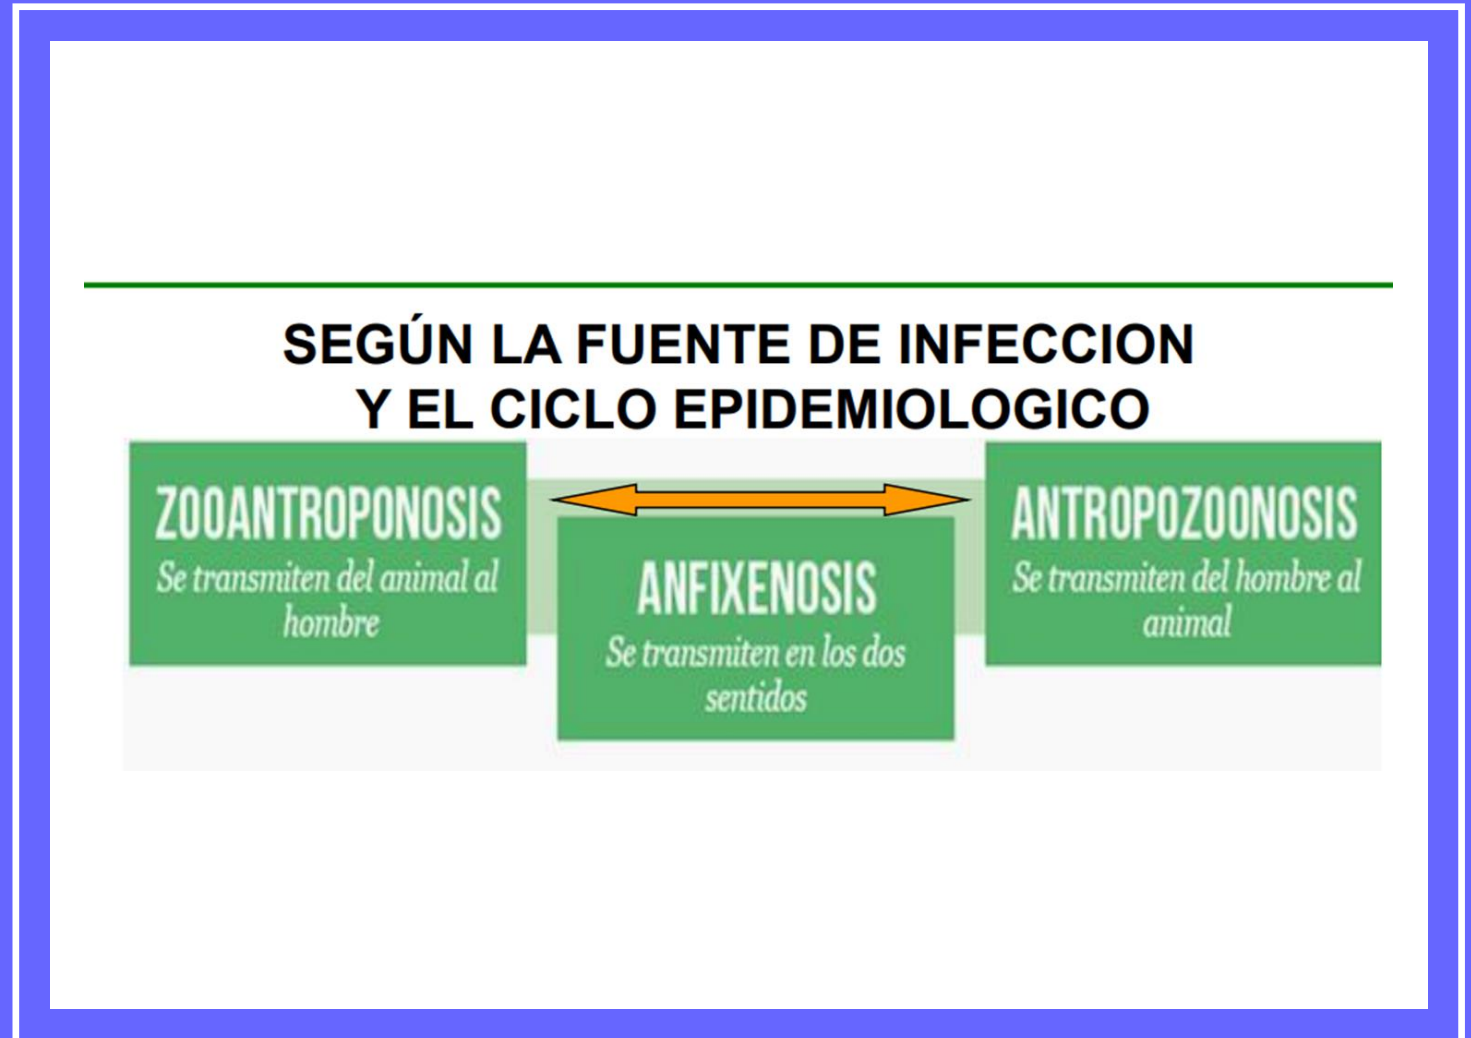 SEGÚN LA FUENTE DE INFECCION
Y EL CICLO EPIDEMIOLOGICO
ZOOANTROPONOSIS
Se transmiten del animal al
hombre
ANFIXENOSIS
Se transmiten en los dos
sentidos
ANTROPOZOONOSIS
Se transmiten del hombre al
animal